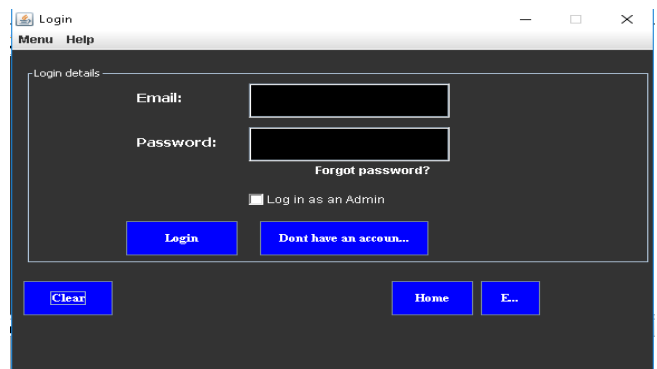 Login
Menu Help
Login details
Email:
Password:
Forgot password?
Log in as an Admin
Login Dont have an accoun...
Clear Home E...